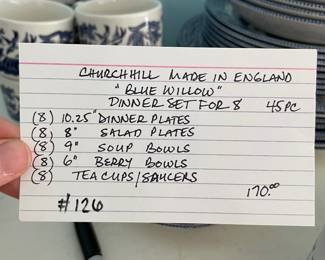 CHURCHHILL MADE IN ENGLAND
"BLUE WILLOW"
DINNER SET FOR 8 45PC
(8) 10.25" DINNER PLATES
(8) 8" SALAD PLATES
(8) 9" SOUP BOWLS
(8) 6" BERRY BOWLS
(8) TEA CUPS/SAUCERS
170.00
#126